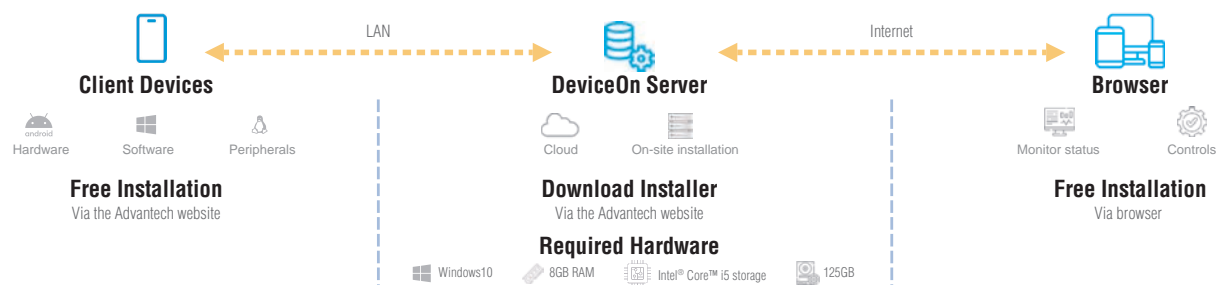 LAN
Internet
Client Devices
DeviceOn Server
Browser
android
Hardware
Software
Peripherals
Cloud
On-site installation
Monitor status
Controls
Free Installation
Via the Advantech website
Download Installer
Via the Advantech website
Free Installation
Via browser
Required Hardware
Windows10
8GB RAM
Intel® Core™ i5 storage
125GB